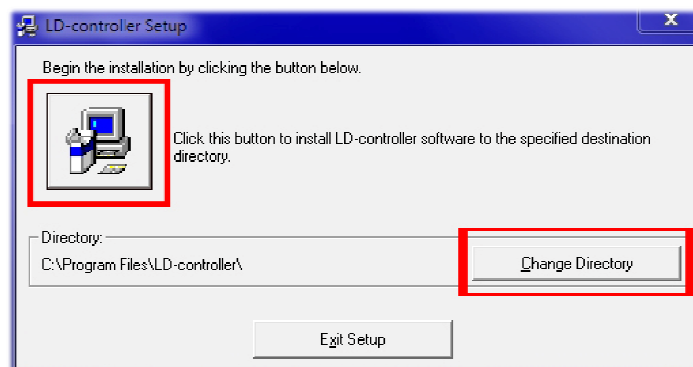 LD-controller Setup
Begin the installation by clicking the button below.
Click this button to install LD-controller software to the specified destination
directory.
Directory:
C:\Program Files\LD-controller\
Change Directory
Exit Setup